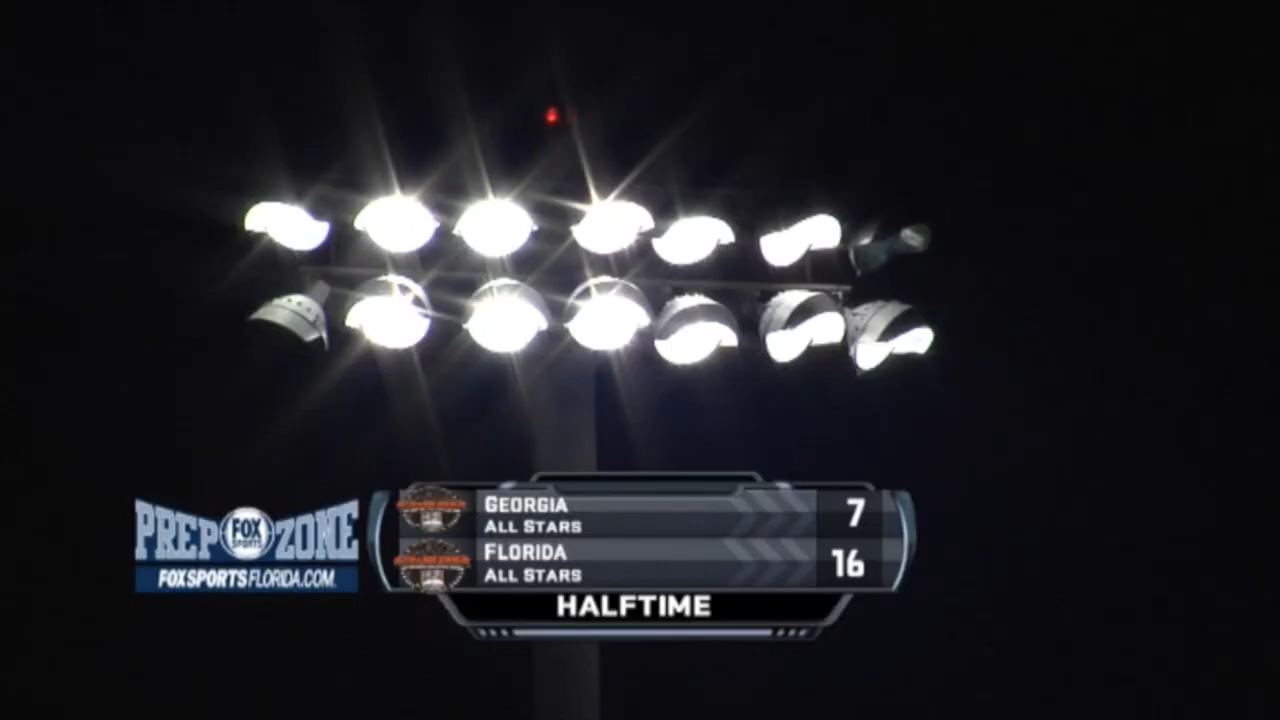 PREP FOX SPORTS ZONE
FOXSPORTSFLORIDA.COM
GEORGIA
ALL STARS
7
FLORIDA
ALL STARS
16
HALFTIME